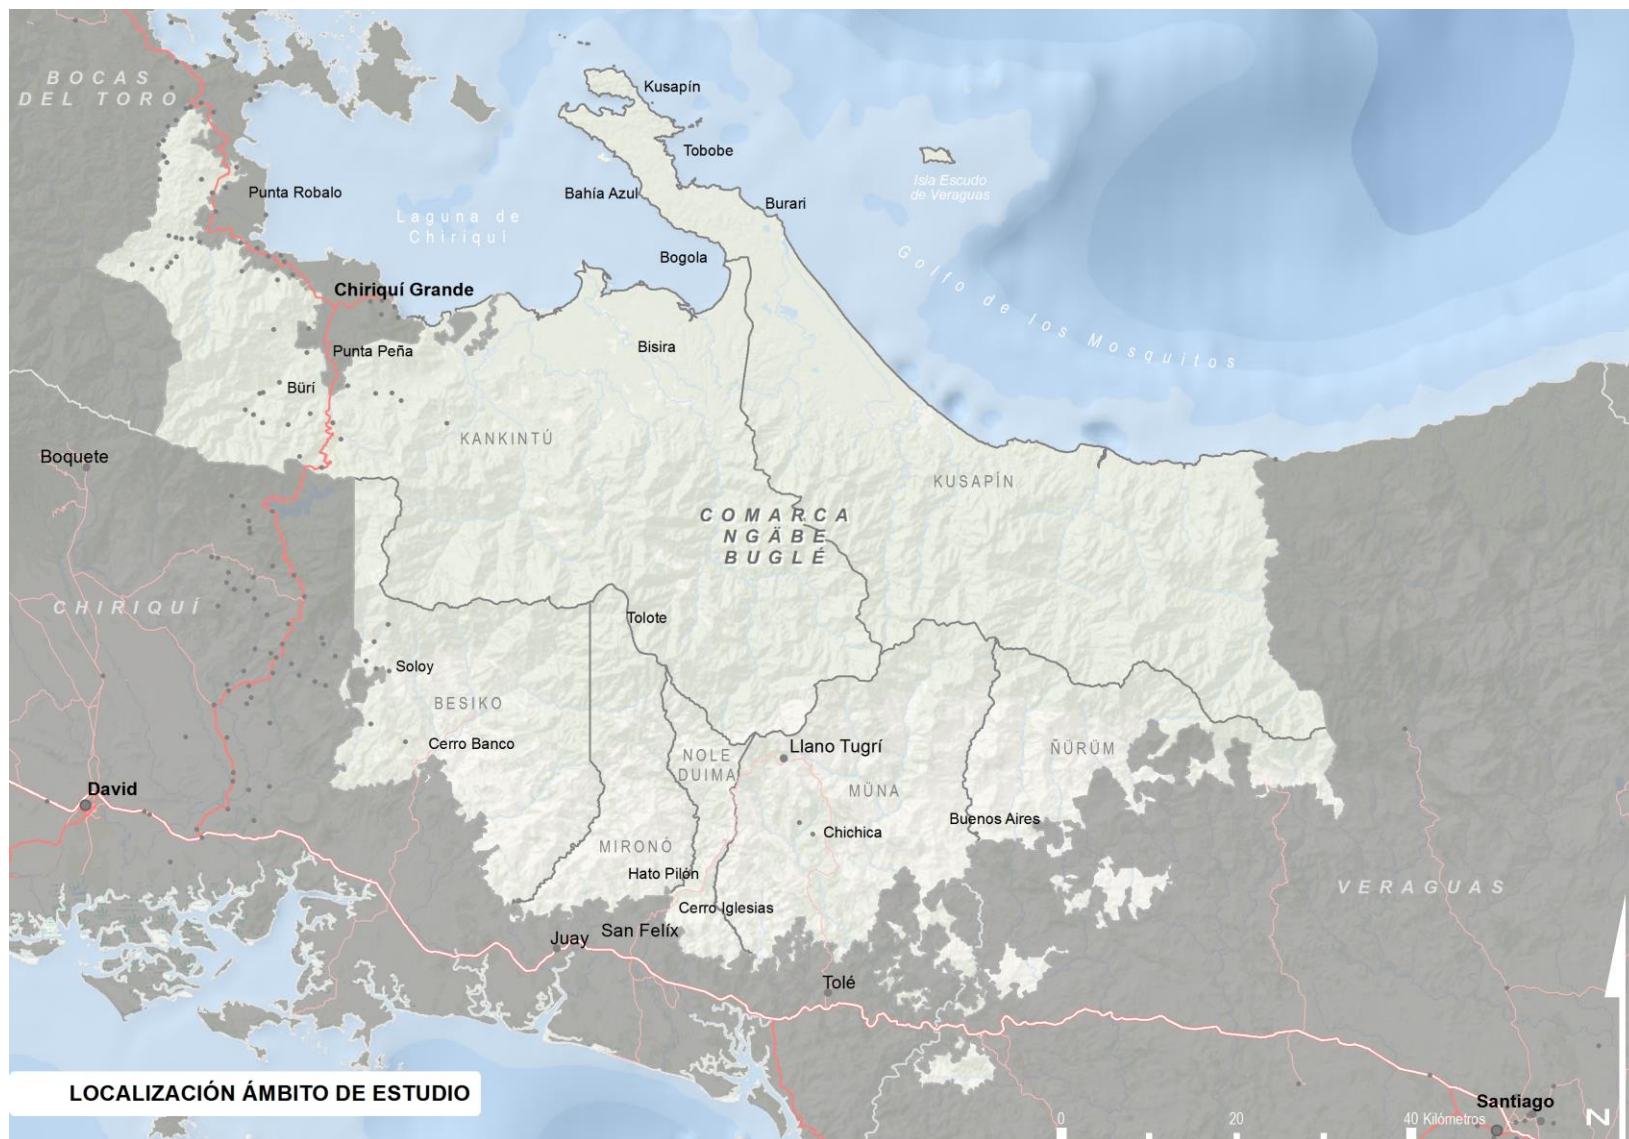 BOCAS
DEL TORO
Kusapín
Tobobe
Isla Escudo
de Veraguas
Punta Robalo
Bahía Azul
Burari
Laguna de
Chiriquí
Bogola
Golfo de los Mosquitos
Chiriquí Grande
Punta Peña
Bisira
Bürí
KANKINTÚ
Boquete
KUSAPÍN
COMARCA
NGÄBE
BUGLÉ
CHIRIQUÍ
Tolote
Soloy
BESIKO
Cerro Banco
NOLE
DUIMA
Llano Tugrí
ÑÜRÜM
David
MÜNA
Buenos Aires
Chichica
MIRONÓ
Hato Pilón
VERAGUAS
Cerro Iglesias
Juay
San Felíx
Tolé
LOCALIZACIÓN ÁMBITO DE ESTUDIO
Santiago
0 20 40 Kilómetros
N